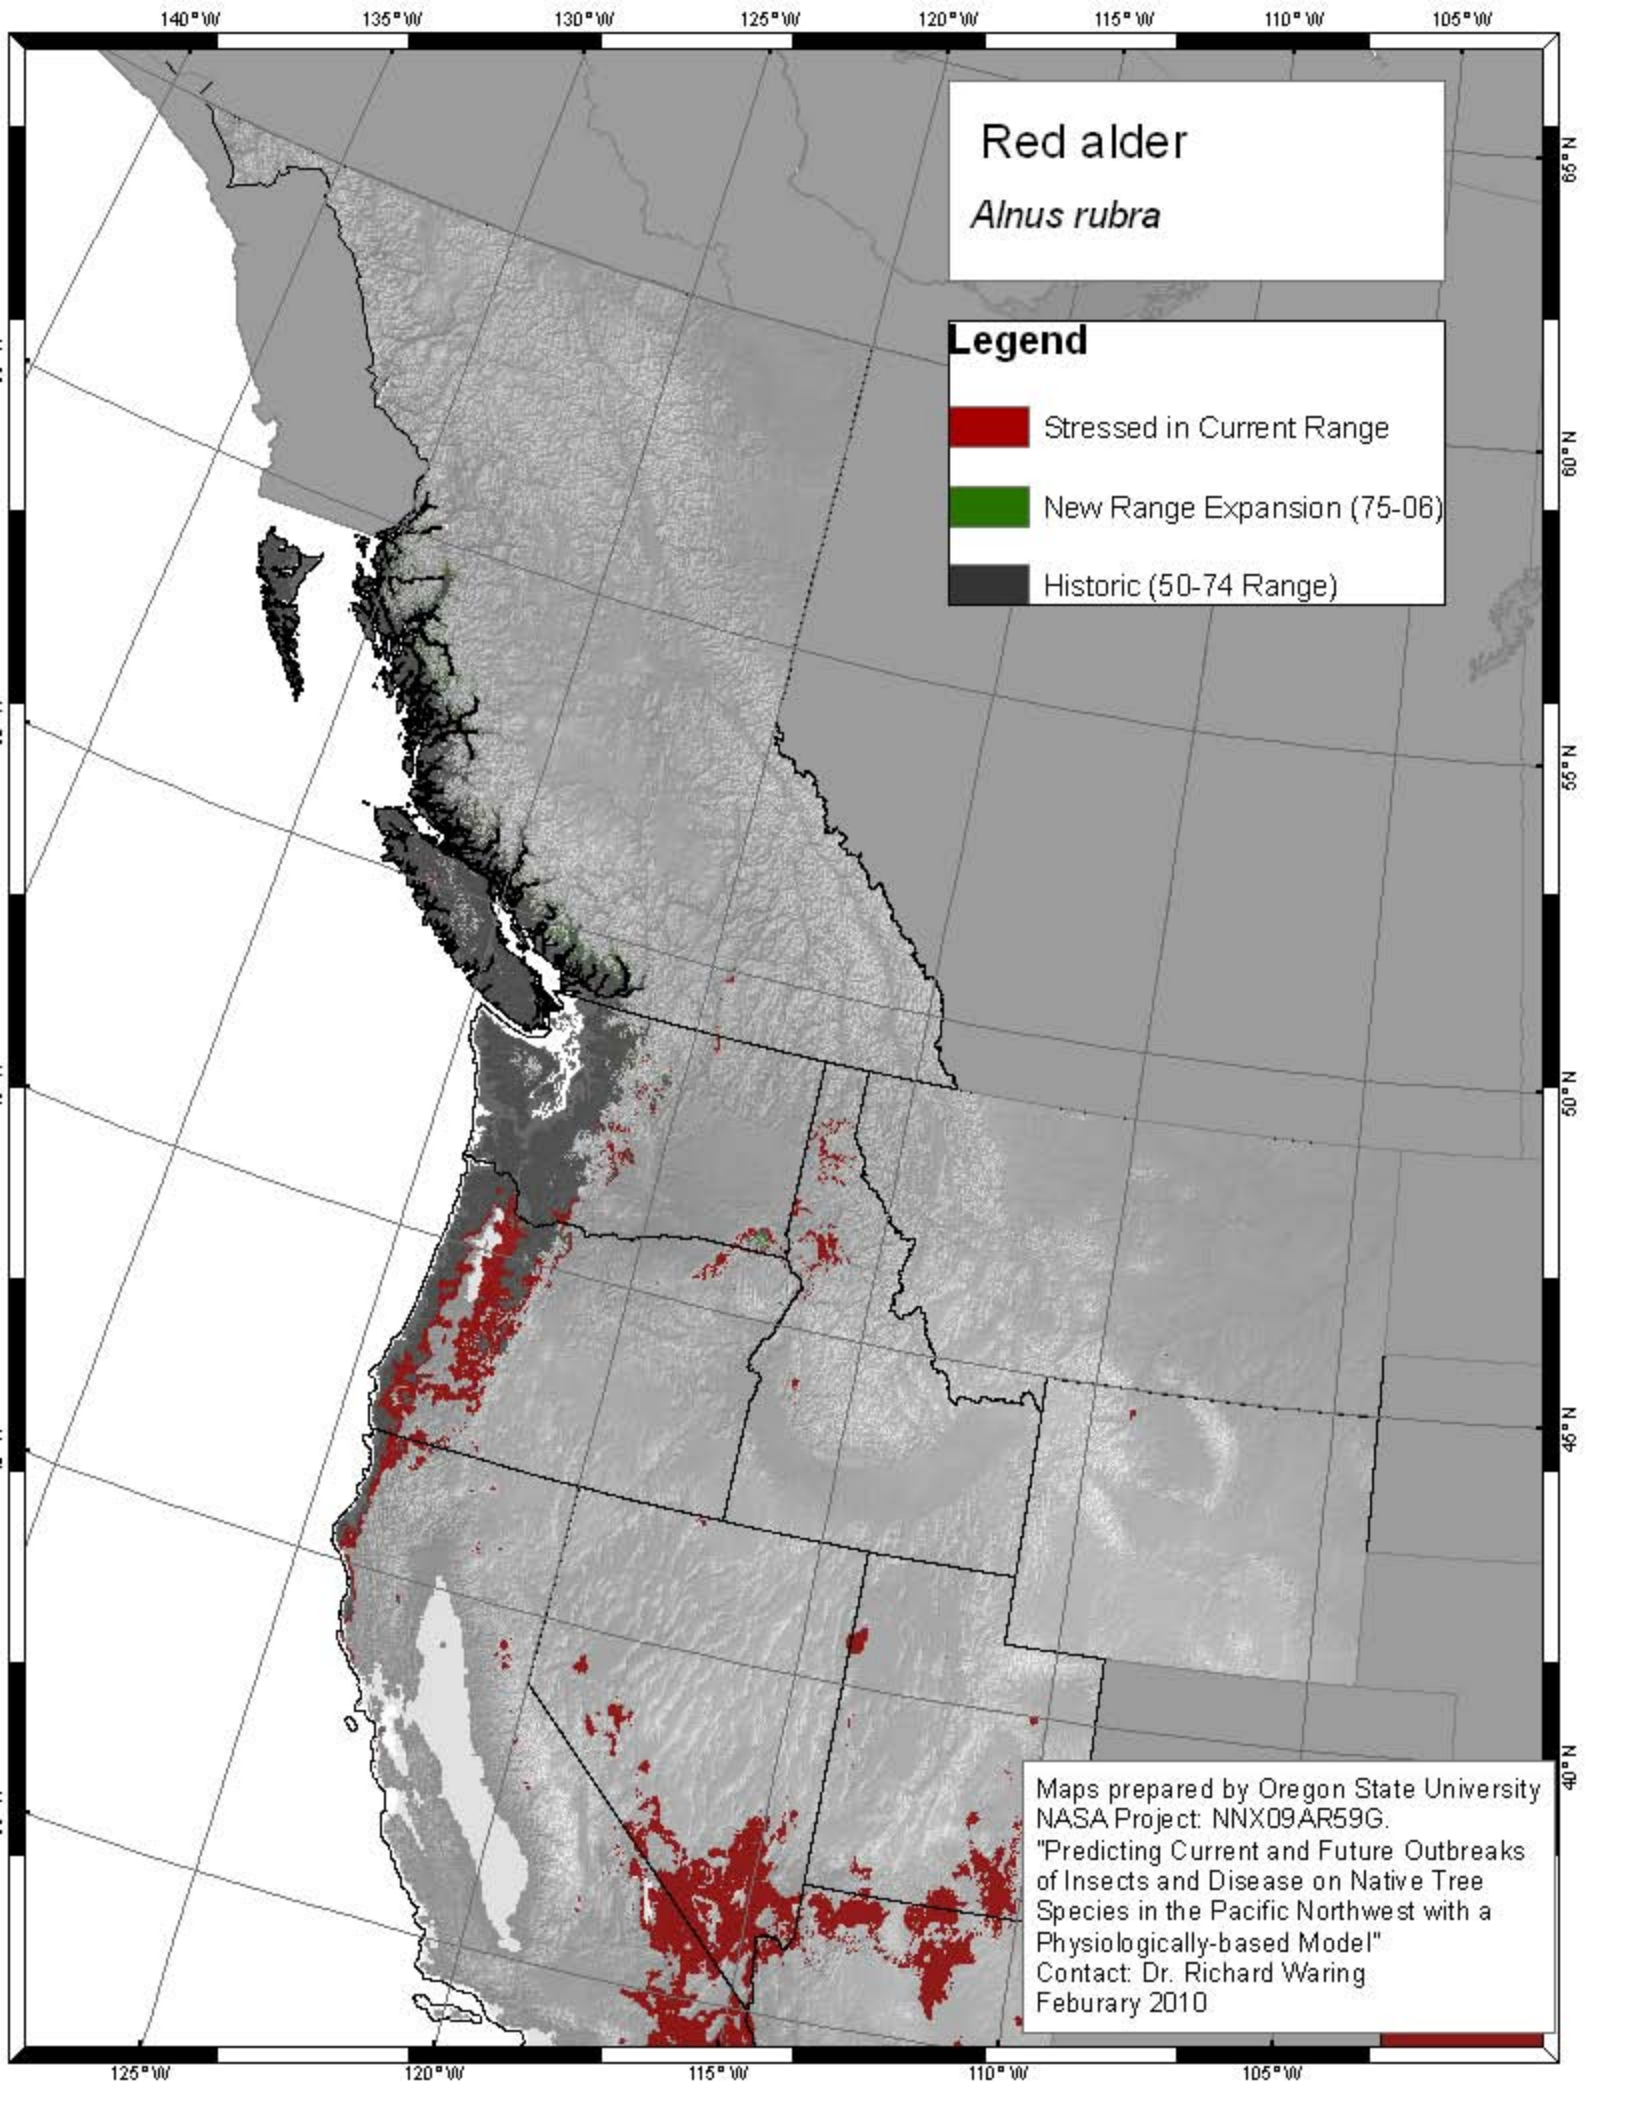 140°W 135°W 130°W 125°W 120°W 115°W 110°W 105°W
Red alder
Alnus rubra
65°N
Legend
Stressed in Current Range
60°N
New Range Expansion (75-06)
Historic (50-74 Range)
55°N
50°N
45°N
40°N
Maps prepared by Oregon State University
NASA Project: NNX09AR59G.
"Predicting Current and Future Outbreaks
of Insects and Disease on Native Tree
Species in the Pacific Northwest with a
Physiologically-based Model"
Contact: Dr. Richard Waring
Feburary 2010
125°W 120°W 115°W 110°W 105°W